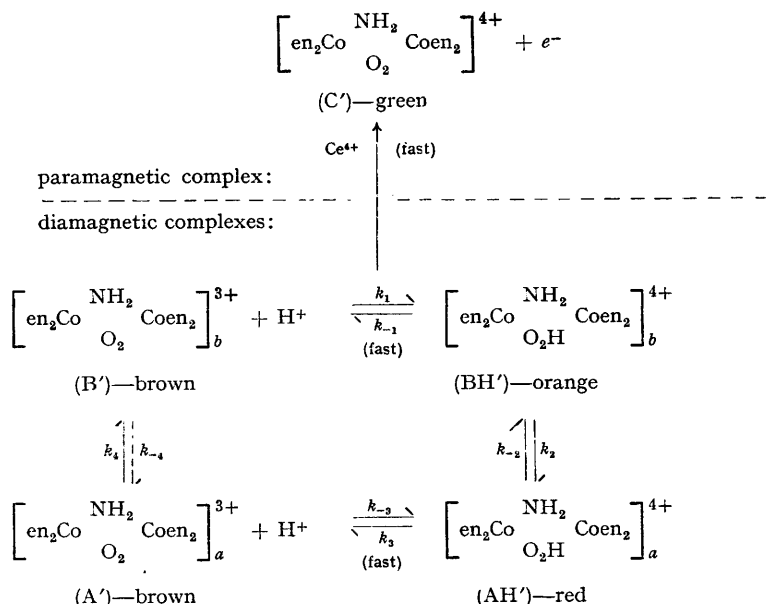 NH₂
[en₂Co Coen₂]⁴⁺ + e⁻
O₂
(C′)—green
Ce⁴⁺ (fast)
paramagnetic complex:
diamagnetic complexes:
NH₂ k₁ NH₂
[en₂Co Coen₂]³⁺b + H⁺ [en₂Co Coen₂]⁴⁺b
O₂ k₋₁ O₂H
(fast)
(B′)—brown (BH′)—orange
k₄ k₋₄ k₋₂ k₂
NH₂ k₋₃ NH₂
[en₂Co Coen₂]³⁺a + H⁺ [en₂Co Coen₂]⁴⁺a
O₂ k₃ O₂H
(fast)
(A′)—brown (AH′)—red